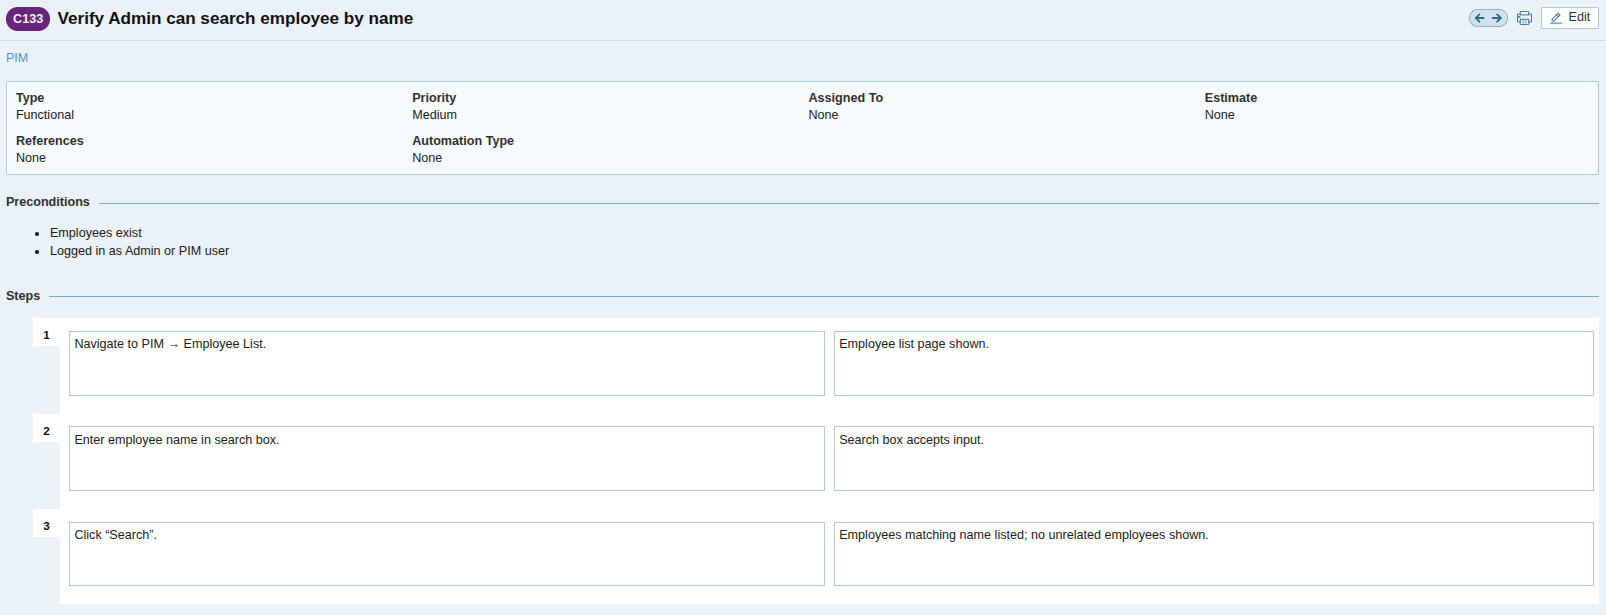 C133 Verify Admin can search employee by name
Edit
PIM
Type Priority Assigned To Estimate
Functional Medium None None
References Automation Type
None None
Preconditions
Employees exist
Logged in as Admin or PIM user
Steps
1 Navigate to PIM → Employee List. Employee list page shown.
2 Enter employee name in search box. Search box accepts input.
3 Click “Search”. Employees matching name listed; no unrelated employees shown.